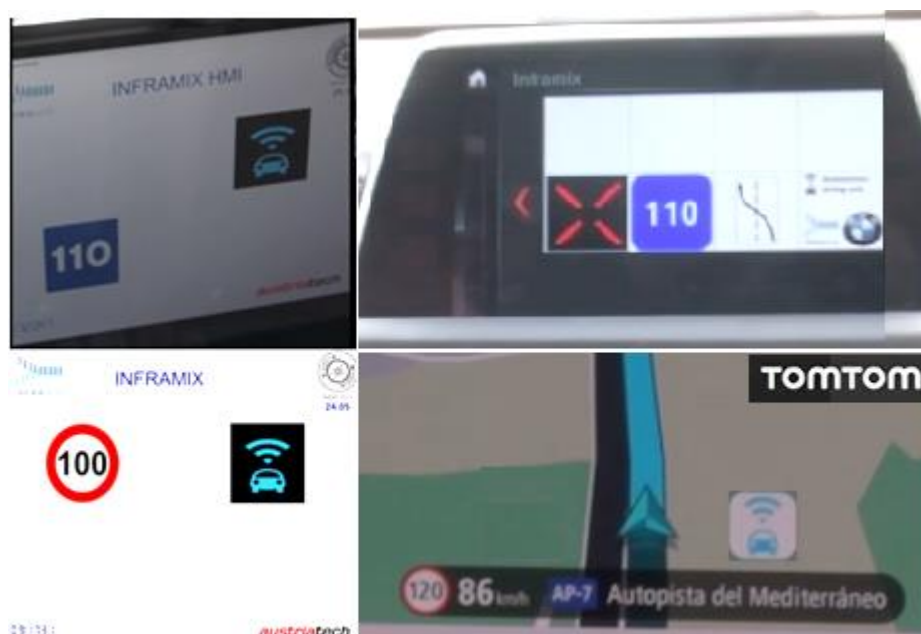 INFRAMIX HMI
110
austriatech
Inframix
110
INFRAMIX
24.05
100
austriatech
TOMTOM
120 86 km/h AP-7 Autopista del Mediterráneo